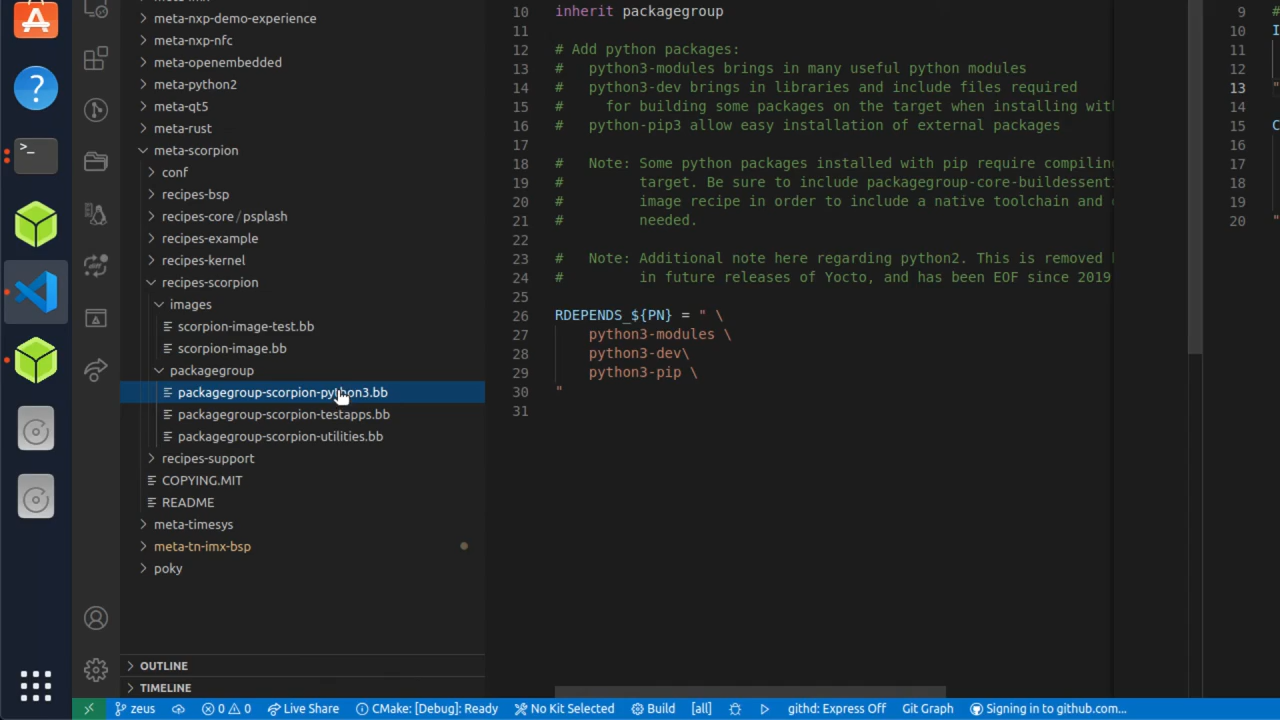 meta-nxp-demo-experience
meta-nxp-nfc
meta-openembedded
meta-python2
meta-qt5
meta-rust
meta-scorpion
conf
recipes-bsp
recipes-core / psplash
recipes-example
recipes-kernel
recipes-scorpion
images
scorpion-image-test.bb
scorpion-image.bb
packagegroup
packagegroup-scorpion-python3.bb
packagegroup-scorpion-testapps.bb
packagegroup-scorpion-utilities.bb
recipes-support
COPYING.MIT
README
meta-timesys
meta-tn-imx-bsp
poky
OUTLINE
TIMELINE
10 inherit packagegroup
11
12 # Add python packages:
13 #   python3-modules brings in many useful python modules
14 #   python3-dev brings in libraries and include files required
15 #     for building some packages on the target when installing wit
16 #   python-pip3 allow easy installation of external packages
17
18 #   Note: Some python packages installed with pip require compiling
19 #         target. Be sure to include packagegroup-core-buildessenti
20 #         image recipe in order to include a native toolchain and
21 #         needed.
22
23 #   Note: Additional note here regarding python2. This is removed
24 #         in future releases of Yocto, and has been EOF since 2019
25
26 RDEPENDS_${PN} = " \
27     python3-modules \
28     python3-dev\
29     python3-pip \
30 "
31
9 #
10 I
11
12
13 "
14
15 C
16
17
18
19
20 "
zeus
0 0
Live Share
CMake: [Debug]: Ready
No Kit Selected
Build
[all]
githd: Express Off
Git Graph
Signing in to github.com...